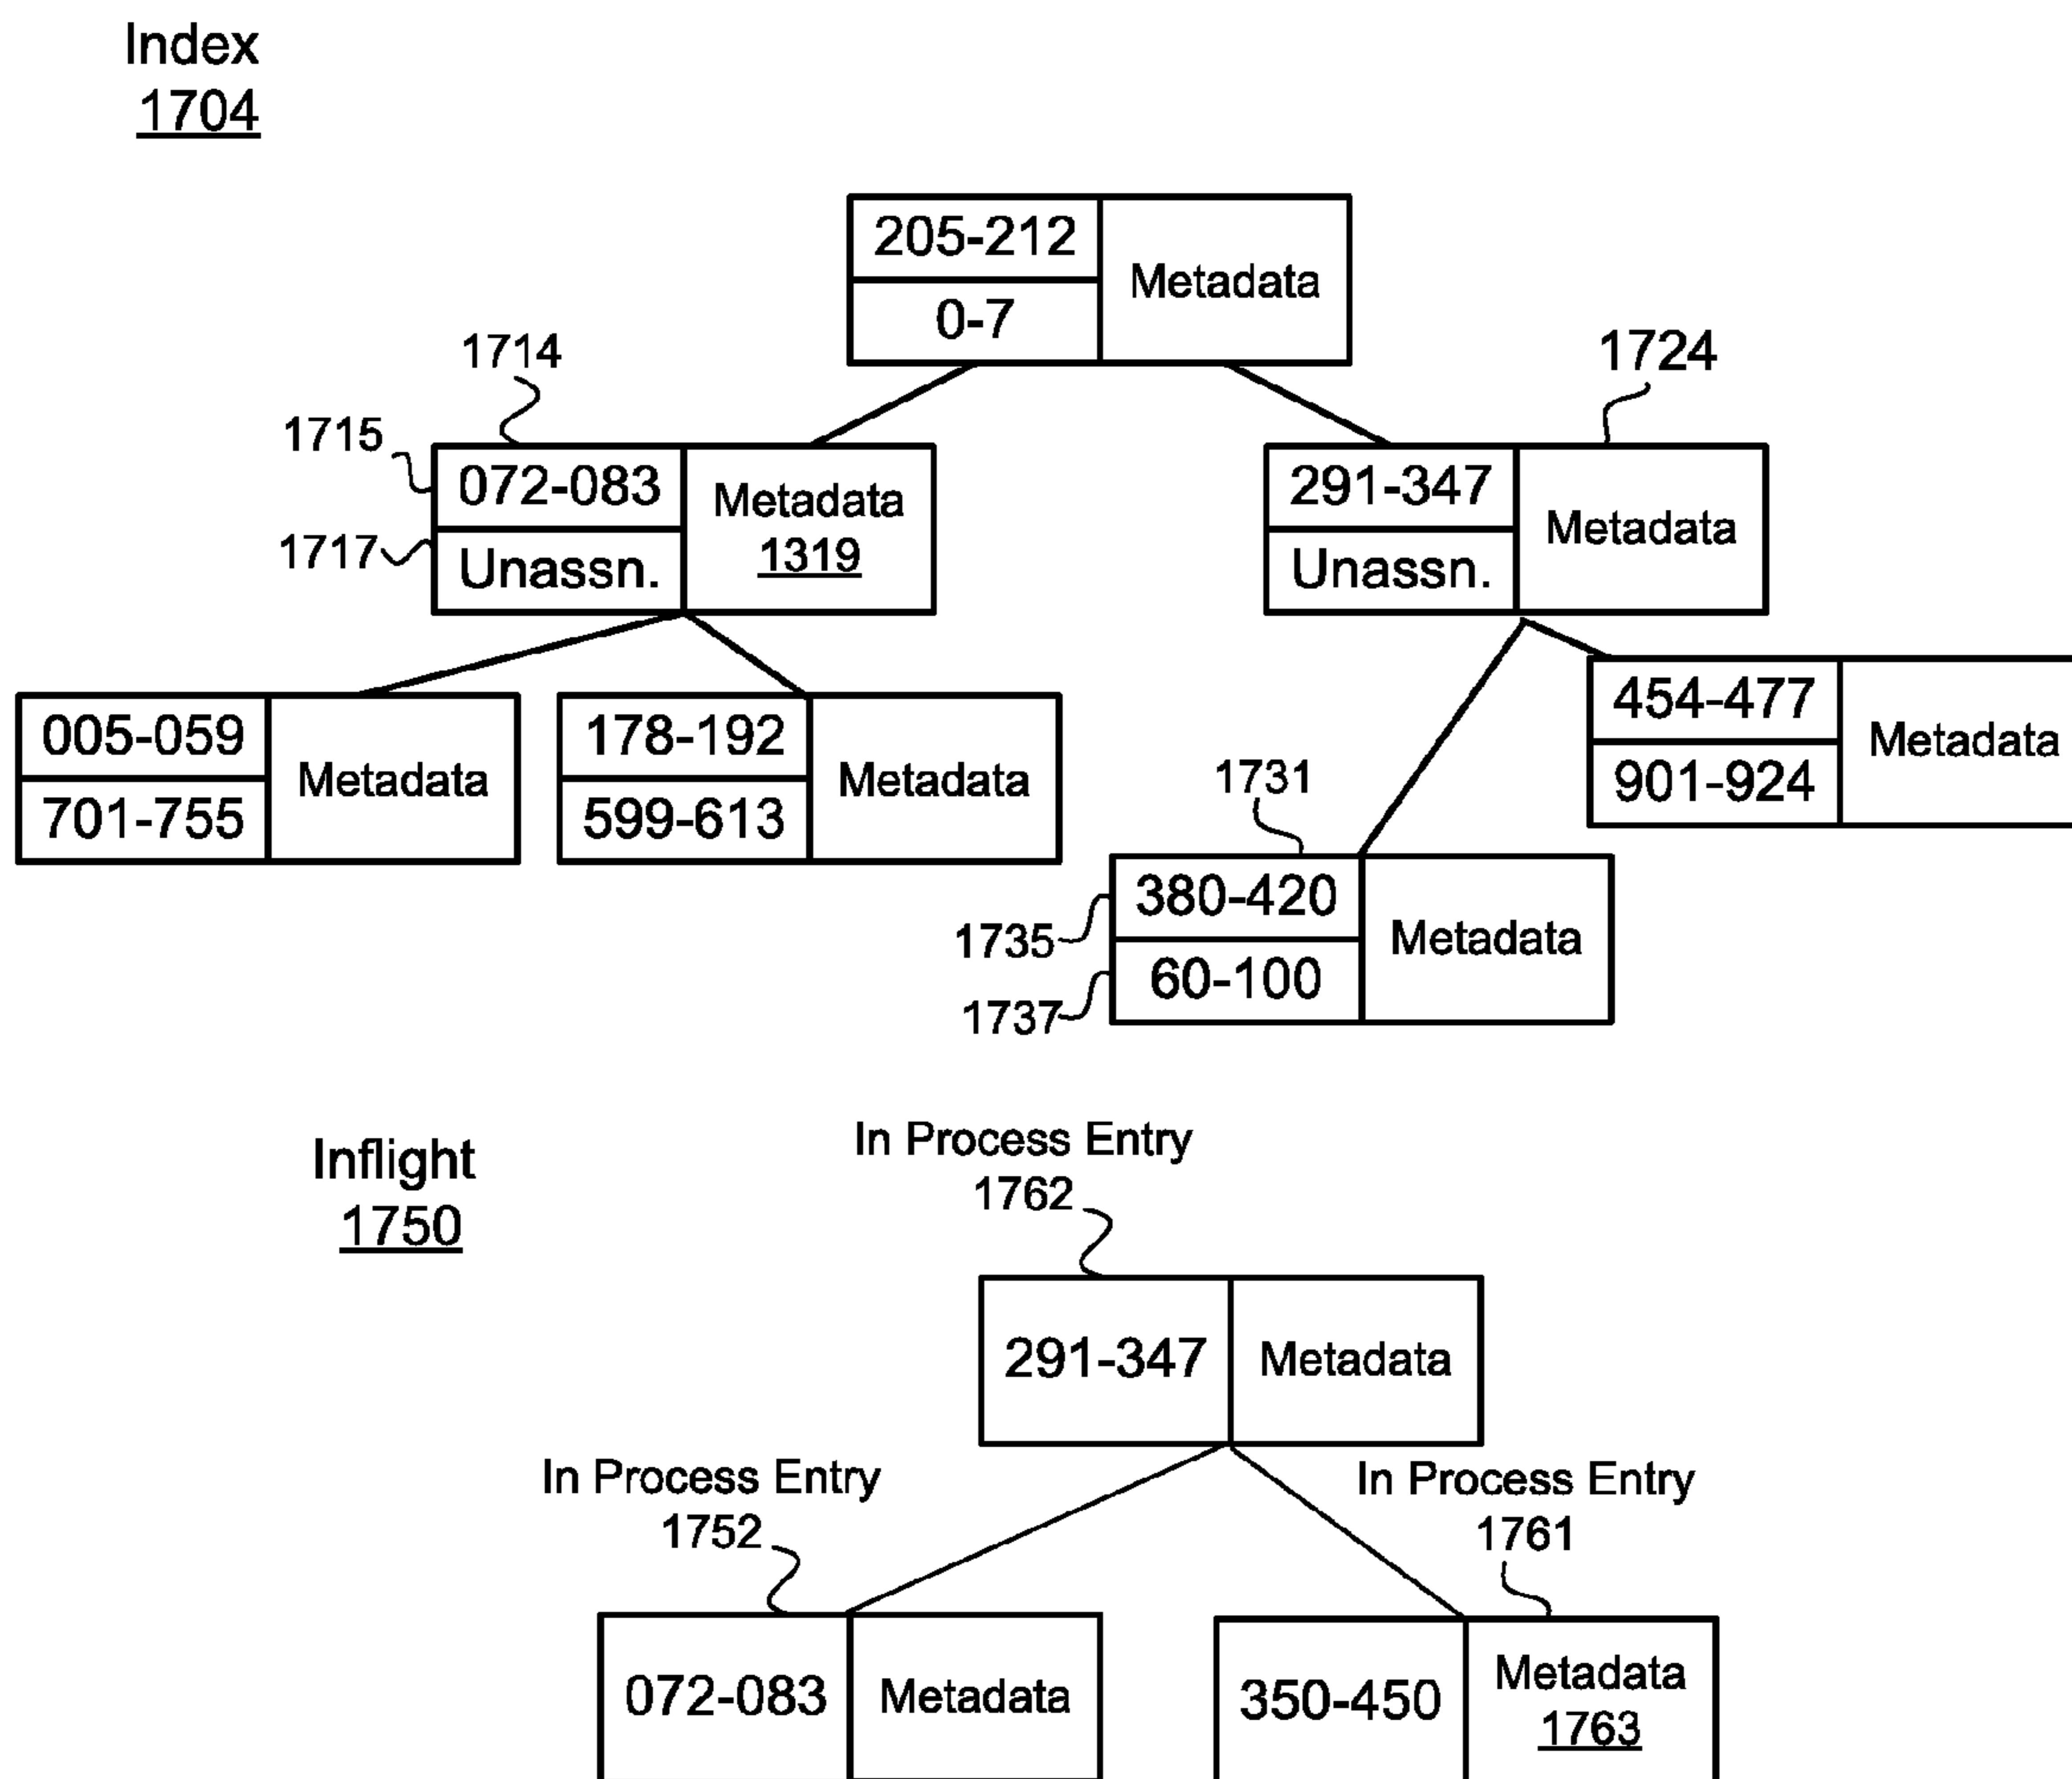 Index
1704
205-212
0-7
Metadata
1714
1724
1715
072-083
1717
Unassn.
Metadata
1319
291-347
Unassn.
Metadata
005-059
701-755
Metadata
178-192
599-613
Metadata
454-477
901-924
Metadata
1731
1735
380-420
1737
60-100
Metadata
Inflight
1750
In Process Entry
1762
291-347
Metadata
In Process Entry
1752
In Process Entry
1761
072-083
Metadata
350-450
Metadata
1763